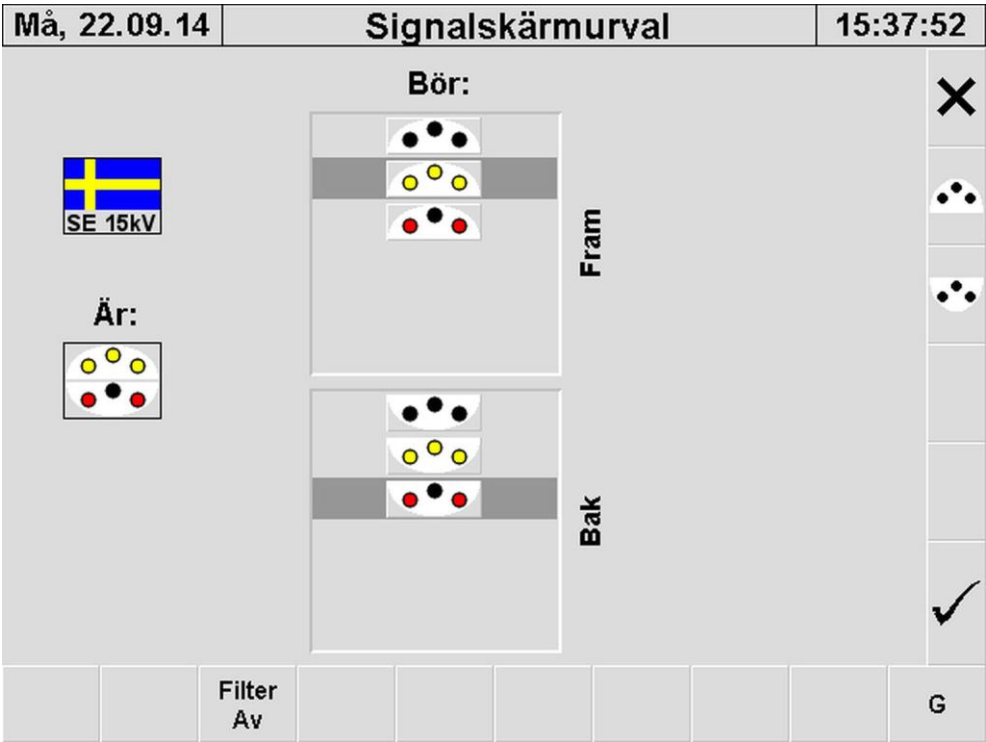 Må, 22.09.14
Signalskärmurval
15:37:52
Bör:
SE 15kV
Fram
Är:
Bak
Filter
Av
G